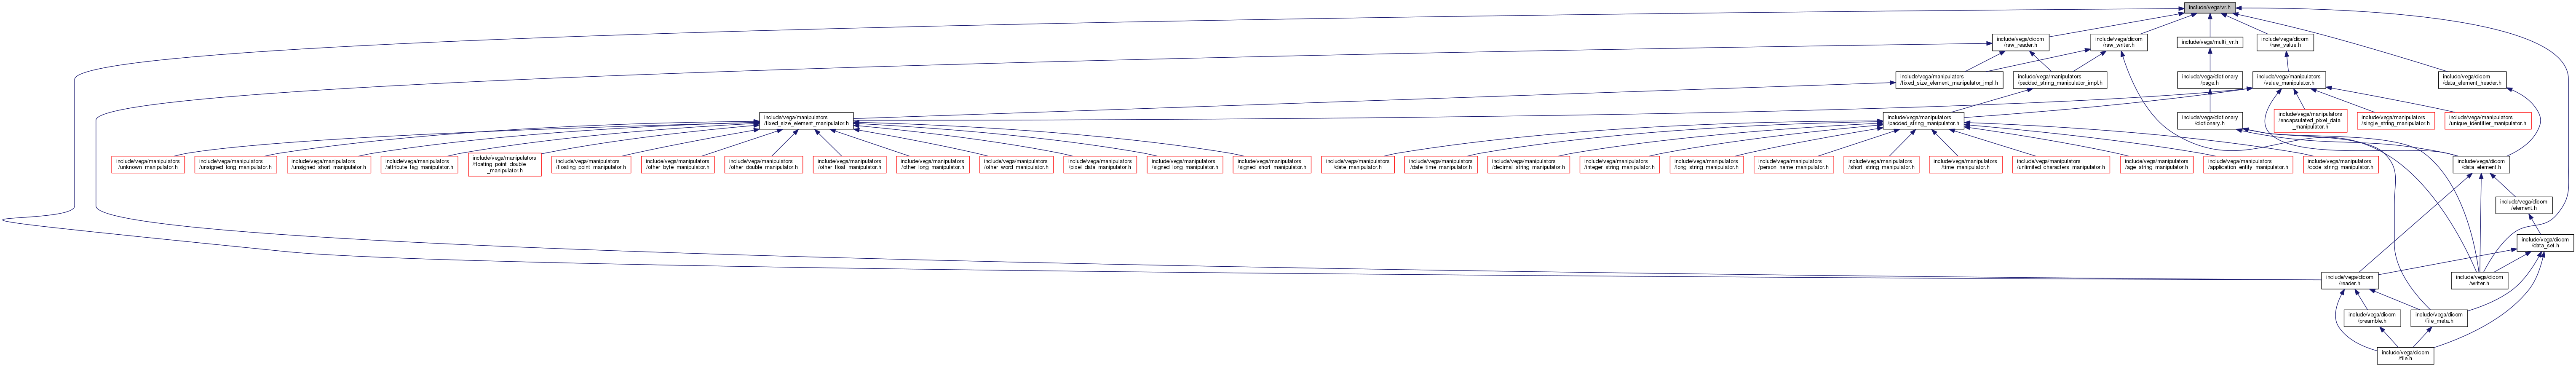 include/vega/vr.h
include/vega/dicom
/raw_reader.h
include/vega/dicom
/raw_writer.h
include/vega/multi_vr.h
include/vega/dicom
/raw_value.h
include/vega/manipulators
/fixed_size_element_manipulator_impl.h
include/vega/manipulators
/padded_string_manipulator_impl.h
include/vega/dictionary
/page.h
include/vega/manipulators
/value_manipulator.h
include/vega/dicom
/data_element_header.h
include/vega/manipulators
/fixed_size_element_manipulator.h
include/vega/manipulators
/padded_string_manipulator.h
include/vega/dictionary
/dictionary.h
include/vega/manipulators
/encapsulated_pixel_data
_manipulator.h
include/vega/manipulators
/single_string_manipulator.h
include/vega/manipulators
/unique_identifier_manipulator.h
include/vega/manipulators
/unknown_manipulator.h
include/vega/manipulators
/unsigned_long_manipulator.h
include/vega/manipulators
/unsigned_short_manipulator.h
include/vega/manipulators
/attribute_tag_manipulator.h
include/vega/manipulators
/floating_point_double
_manipulator.h
include/vega/manipulators
/floating_point_manipulator.h
include/vega/manipulators
/other_byte_manipulator.h
include/vega/manipulators
/other_double_manipulator.h
include/vega/manipulators
/other_float_manipulator.h
include/vega/manipulators
/other_long_manipulator.h
include/vega/manipulators
/other_word_manipulator.h
include/vega/manipulators
/pixel_data_manipulator.h
include/vega/manipulators
/signed_long_manipulator.h
include/vega/manipulators
/signed_short_manipulator.h
include/vega/manipulators
/date_manipulator.h
include/vega/manipulators
/date_time_manipulator.h
include/vega/manipulators
/decimal_string_manipulator.h
include/vega/manipulators
/integer_string_manipulator.h
include/vega/manipulators
/long_string_manipulator.h
include/vega/manipulators
/person_name_manipulator.h
include/vega/manipulators
/short_string_manipulator.h
include/vega/manipulators
/time_manipulator.h
include/vega/manipulators
/unlimited_characters_manipulator.h
include/vega/manipulators
/age_string_manipulator.h
include/vega/manipulators
/application_entity_manipulator.h
include/vega/manipulators
/code_string_manipulator.h
include/vega/dicom
/data_element.h
include/vega/dicom
/element.h
include/vega/dicom
/data_set.h
include/vega/dicom
/reader.h
include/vega/dicom
/writer.h
include/vega/dicom
/preamble.h
include/vega/dicom
/file_meta.h
include/vega/dicom
/file.h